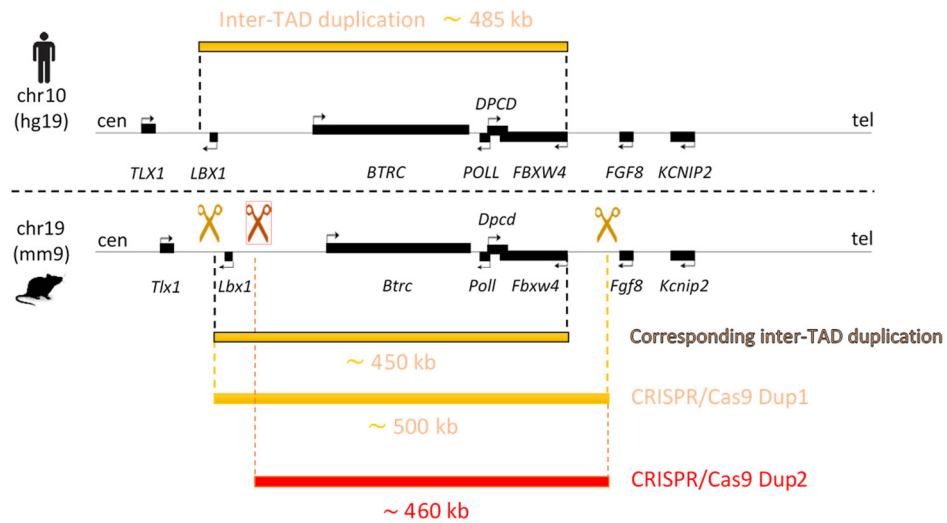 Inter-TAD duplication ~ 485 kb
chr10
(hg19)
cen
DPCD
tel
TLX1 LBX1 BTRC POLL FBXW4 FGF8 KCNIP2
chr19
(mm9)
cen
Dpcd
tel
Tlx1 Lbx1 Btrc Poll Fbxw4 Fgf8 Kcnip2
Corresponding inter-TAD duplication
~ 450 kb
CRISPR/Cas9 Dup1
~ 500 kb
CRISPR/Cas9 Dup2
~ 460 kb